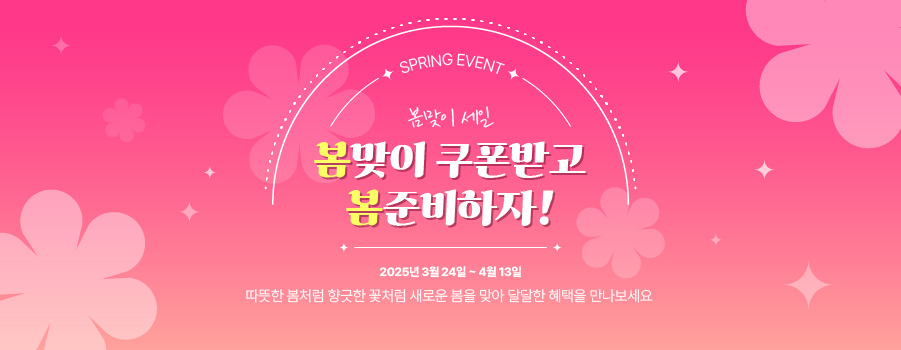 SPRING EVENT
봄맞이 세일
봄맞이 쿠폰받고
봄준비하자!
2025년 3월 24일 ~ 4월 13일
따뜻한 봄처럼 향긋한 꽃처럼 새로운 봄을 맞아 달달한 혜택을 만나보세요